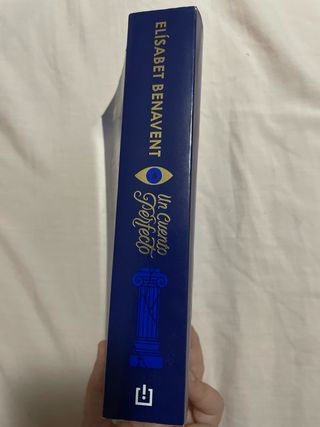 ELÍSABET BENAVENT
Un Cuento
Perfecto